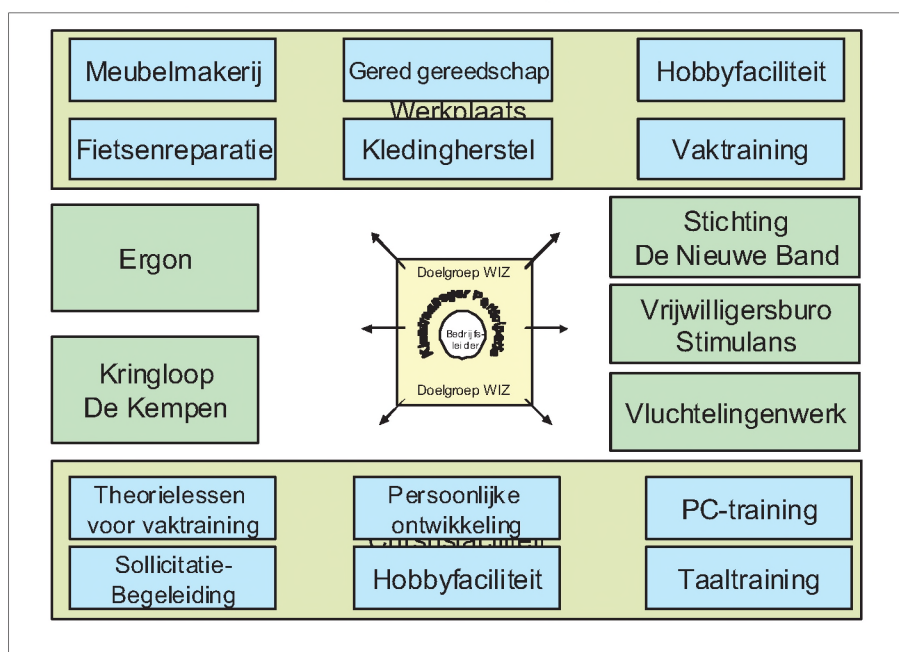 Meubelmakerij
Gered gereedschap
Hobbyfaciliteit
Werkplaats
Fietsenreparatie
Kledingherstel
Vaktraining
Ergon
Kringloop
De Kempen
Doelgroep WIZ
Bedrijfs-
leider
Doelgroep WIZ
Stichting
De Nieuwe Band
Vrijwilligersburo
Stimulans
Vluchtelingenwerk
Theorielessen
voor vaktraining
Persoonlijke
ontwikkeling
PC-training
Sollicitatie-
Begeleiding
Hobbyfaciliteit
Taaltraining